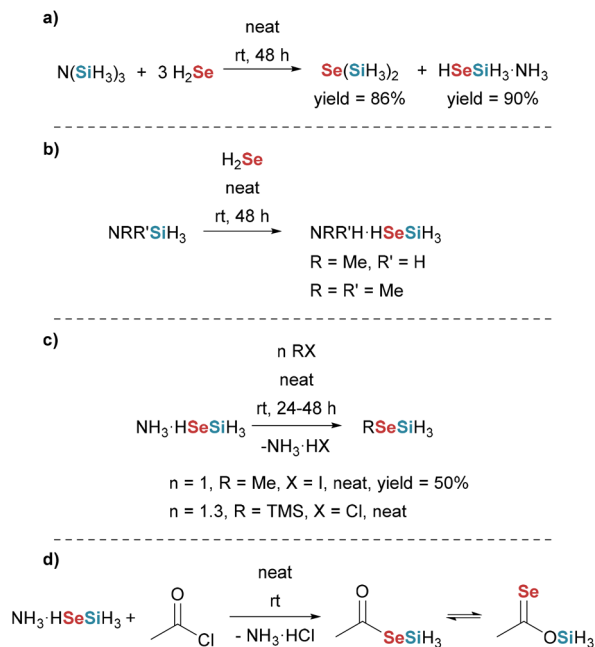 a)
neat
N(SiH₃)₃ + 3 H₂Se
rt, 48 h
Se(SiH₃)₂ + HSeSiH₃·NH₃
yield = 86% yield = 90%
b)
H₂Se
neat
rt, 48 h
NRR'SiH₃ NRR'H·HSeSiH₃
R = Me, R' = H
R = R' = Me
c)
n RX
neat
rt, 24-48 h
NH₃·HSeSiH₃ RSeSiH₃
-NH₃·HX
n = 1, R = Me, X = I, neat, yield = 50%
n = 1.3, R = TMS, X = Cl, neat
d)
neat
rt
NH₃·HSeSiH₃ +
O
Cl
- NH₃·HCl
O
SeSiH₃
Se
OSiH₃